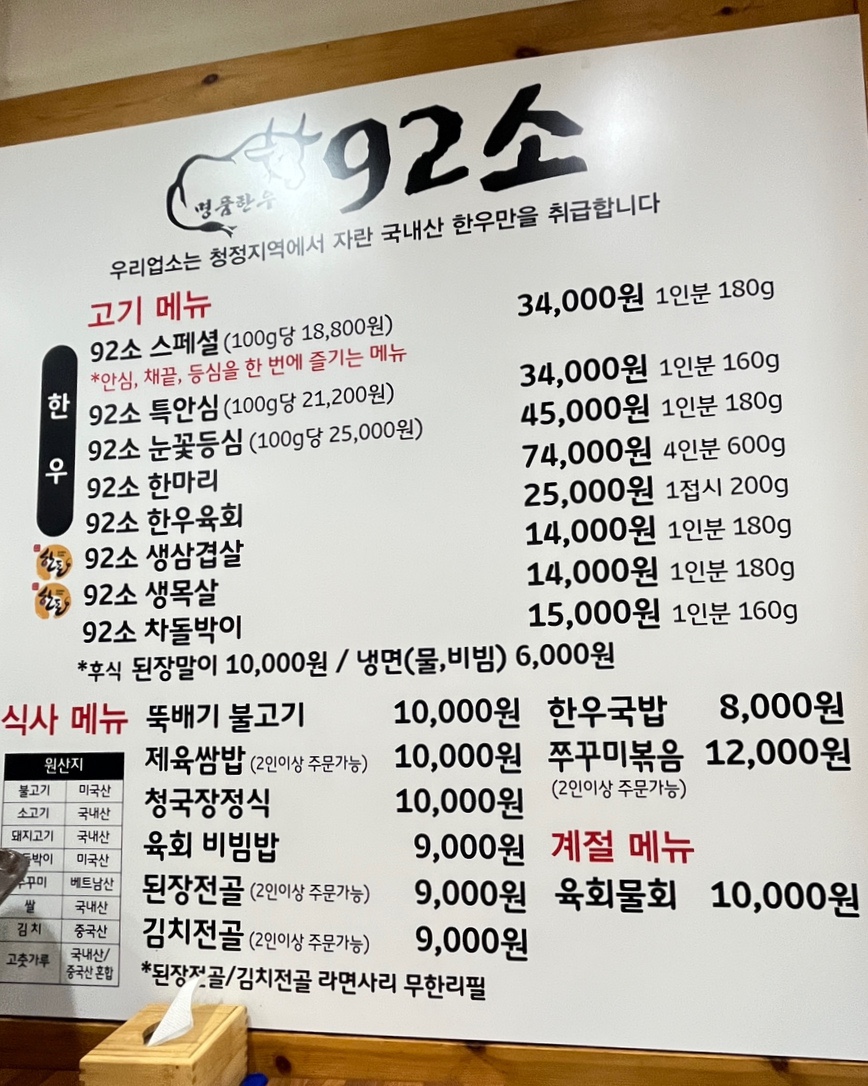 명품한우
92소
우리업소는 청정지역에서 자란 국내산 한우만을 취급합니다
고기 메뉴
한우
92소 스페셜(100g당 18,800원) 34,000원 1인분 180g
*안심, 채끝, 등심을 한 번에 즐기는 메뉴
92소 특안심(100g당 21,200원) 34,000원 1인분 160g
92소 눈꽃등심(100g당 25,000원) 45,000원 1인분 180g
92소 한마리 74,000원 4인분 600g
92소 한우육회 25,000원 1접시 200g
한돈 92소 생삼겹살 14,000원 1인분 180g
한돈 92소 생목살 14,000원 1인분 180g
92소 차돌박이 15,000원 1인분 160g
*후식 된장말이 10,000원 / 냉면(물,비빔) 6,000원
식사 메뉴
뚝배기 불고기 10,000원
제육쌈밥(2인이상 주문가능) 10,000원
청국장정식 10,000원
육회 비빔밥 9,000원
된장전골(2인이상 주문가능) 9,000원
김치전골(2인이상 주문가능) 9,000원
*된장전골/김치전골 라면사리 무한리필
한우국밥 8,000원
쭈꾸미볶음 12,000원
(2인이상 주문가능)
계절 메뉴
육회물회 10,000원
원산지
불고기 미국산
소고기 국내산
돼지고기 국내산
박이 미국산
꾸미 베트남산
쌀 국내산
김치 중국산
고춧가루 국내산/
중국산 혼합